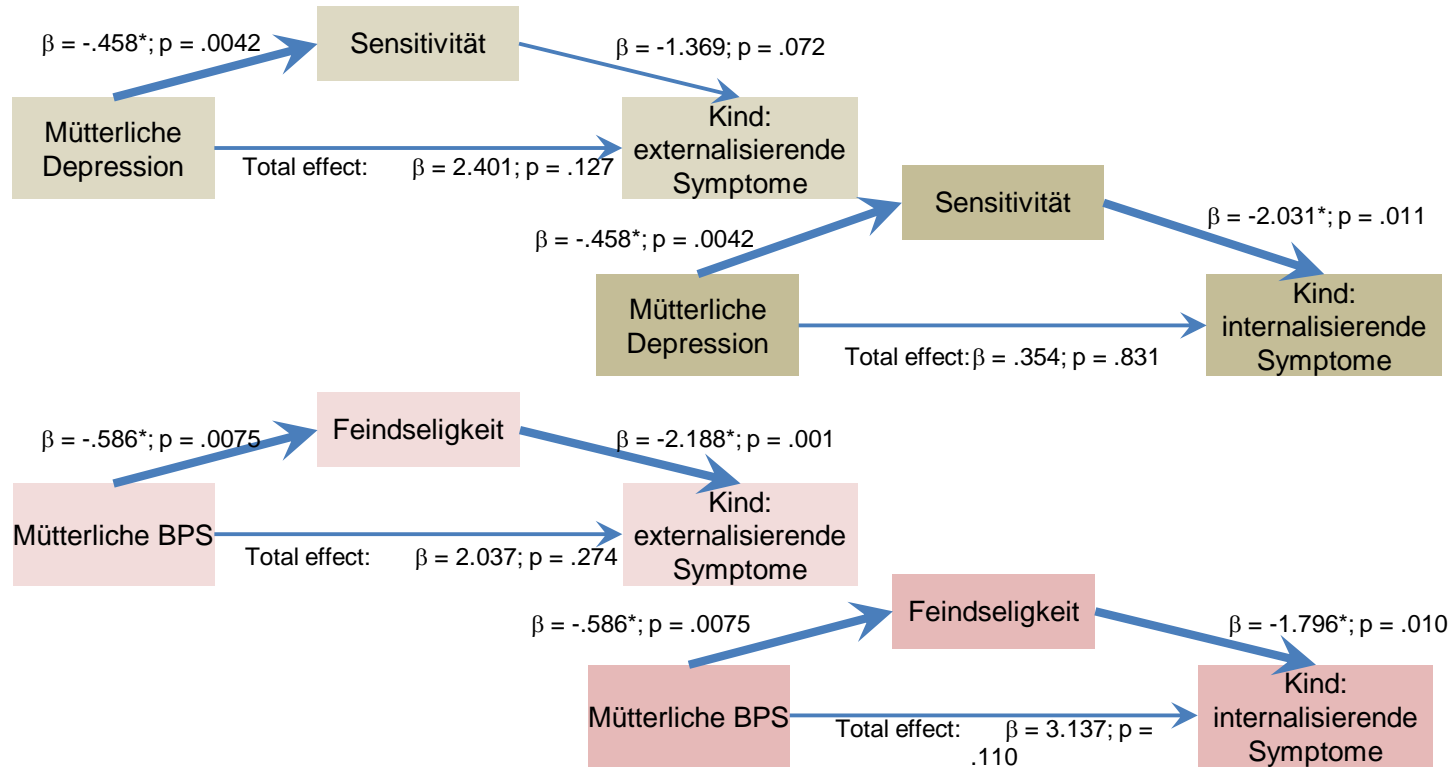 β = -.458*; p = .0042
Sensitivität
β = -1.369; p = .072
Mütterliche
Depression
Total effect: β = 2.401; p = .127
Kind:
externalisierende
Symptome
β = -.458*; p = .0042
Sensitivität
β = -2.031*; p = .011
Mütterliche
Depression
Total effect: β = .354; p = .831
Kind:
internalisierende
Symptome
β = -.586*; p = .0075
Feindseligkeit
β = -2.188*; p = .001
Mütterliche BPS
Total effect: β = 2.037; p = .274
Kind:
externalisierende
Symptome
β = -.586*; p = .0075
Feindseligkeit
β = -1.796*; p = .010
Mütterliche BPS
Total effect: β = 3.137; p =
.110
Kind:
internalisierende
Symptome